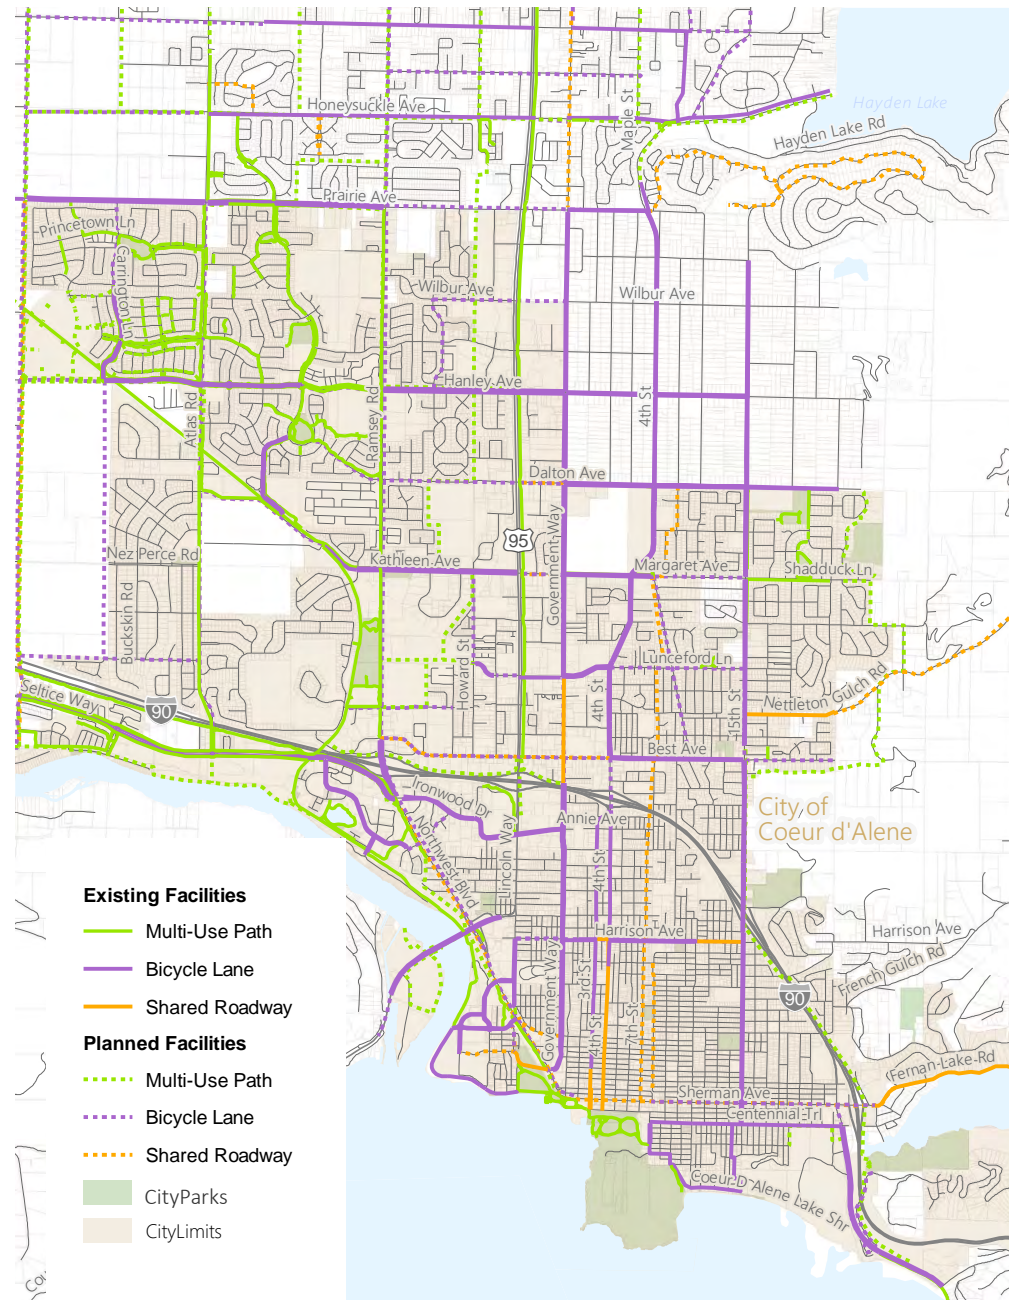 Hayden Lake
Honeysuckle Ave
Maple St
Hayden Lake Rd
Prairie Ave
Princetown Ln
Carrington Ln
Wilbur Ave
Wilbur Ave
Hanley Ave
4th St
Atlas Rd
Ramsey Rd
Dalton Ave
95
Government Way
Nez Perce Rd
Kathleen Ave
Margaret Ave
Shadduck Ln
Buckskin Rd
Howard St
Lunceford Ln
Nettleton Gulch Rd
Seltice Way
90
4th St
15th St
Best Ave
Ironwood Dr
Annie Ave
City of
Coeur d'Alene
Northwest Blvd
Lincoln Way
4th St
Existing Facilities
Multi-Use Path
Bicycle Lane
Shared Roadway
Harrison Ave
Harrison Ave
French Gulch Rd
3rd St
Government Way
90
4th St
7th St
Planned Facilities
Multi-Use Path
Bicycle Lane
Shared Roadway
Fernan Lake Rd
Sherman Ave
Centennial Trl
Coeur D Alene Lake Shr
CityParks
CityLimits